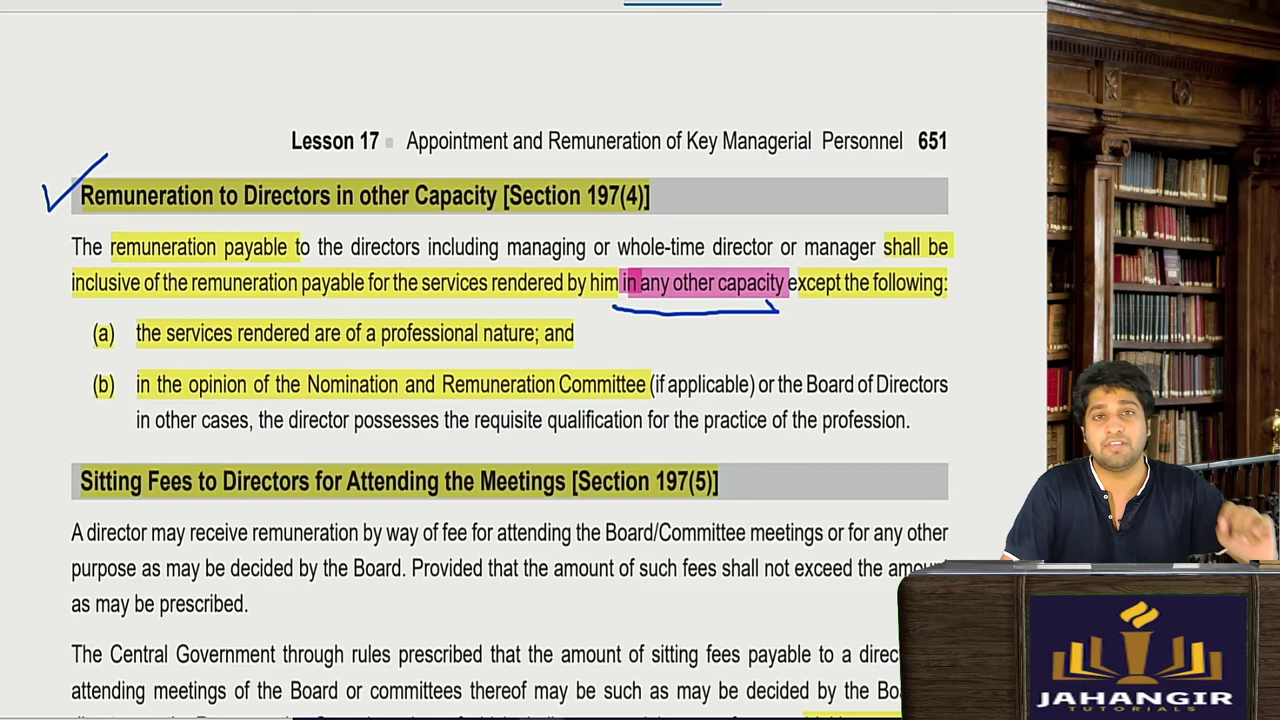 Lesson 17 Appointment and Remuneration of Key Managerial Personnel 651
Remuneration to Directors in other Capacity [Section 197(4)]
The remuneration payable to the directors including managing or whole-time director or manager shall be
inclusive of the remuneration payable for the services rendered by him in any other capacity except the following:
(a) the services rendered are of a professional nature; and
(b) in the opinion of the Nomination and Remuneration Committee (if applicable) or the Board of Directors
in other cases, the director possesses the requisite qualification for the practice of the profession.
Sitting Fees to Directors for Attending the Meetings [Section 197(5)]
A director may receive remuneration by way of fee for attending the Board/Committee meetings or for any other
purpose as may be decided by the Board. Provided that the amount of such fees shall not exceed the
as may be prescribed.
The Central Government through rules prescribed that the amount of sitting fees payable to a
attending meetings of the Board or committees thereof may be such as may be decided by the
JAHANGIR
TUTORIALS